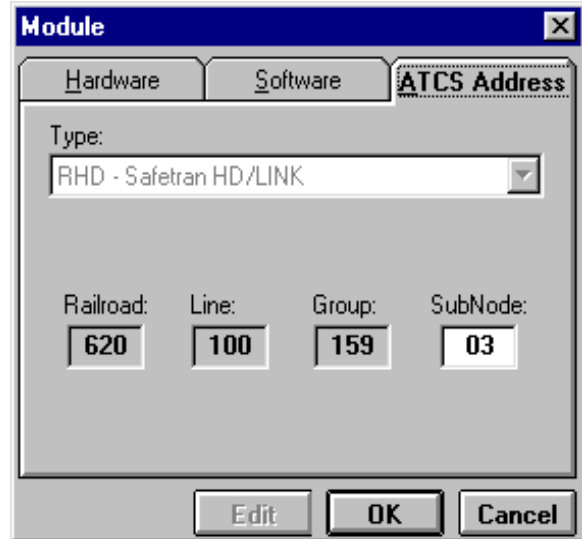 Module
Hardware Software ATCS Address
Type:
RHD - Safetran HD/LINK
Railroad: Line: Group: SubNode:
620 100 159 03
Edit OK Cancel